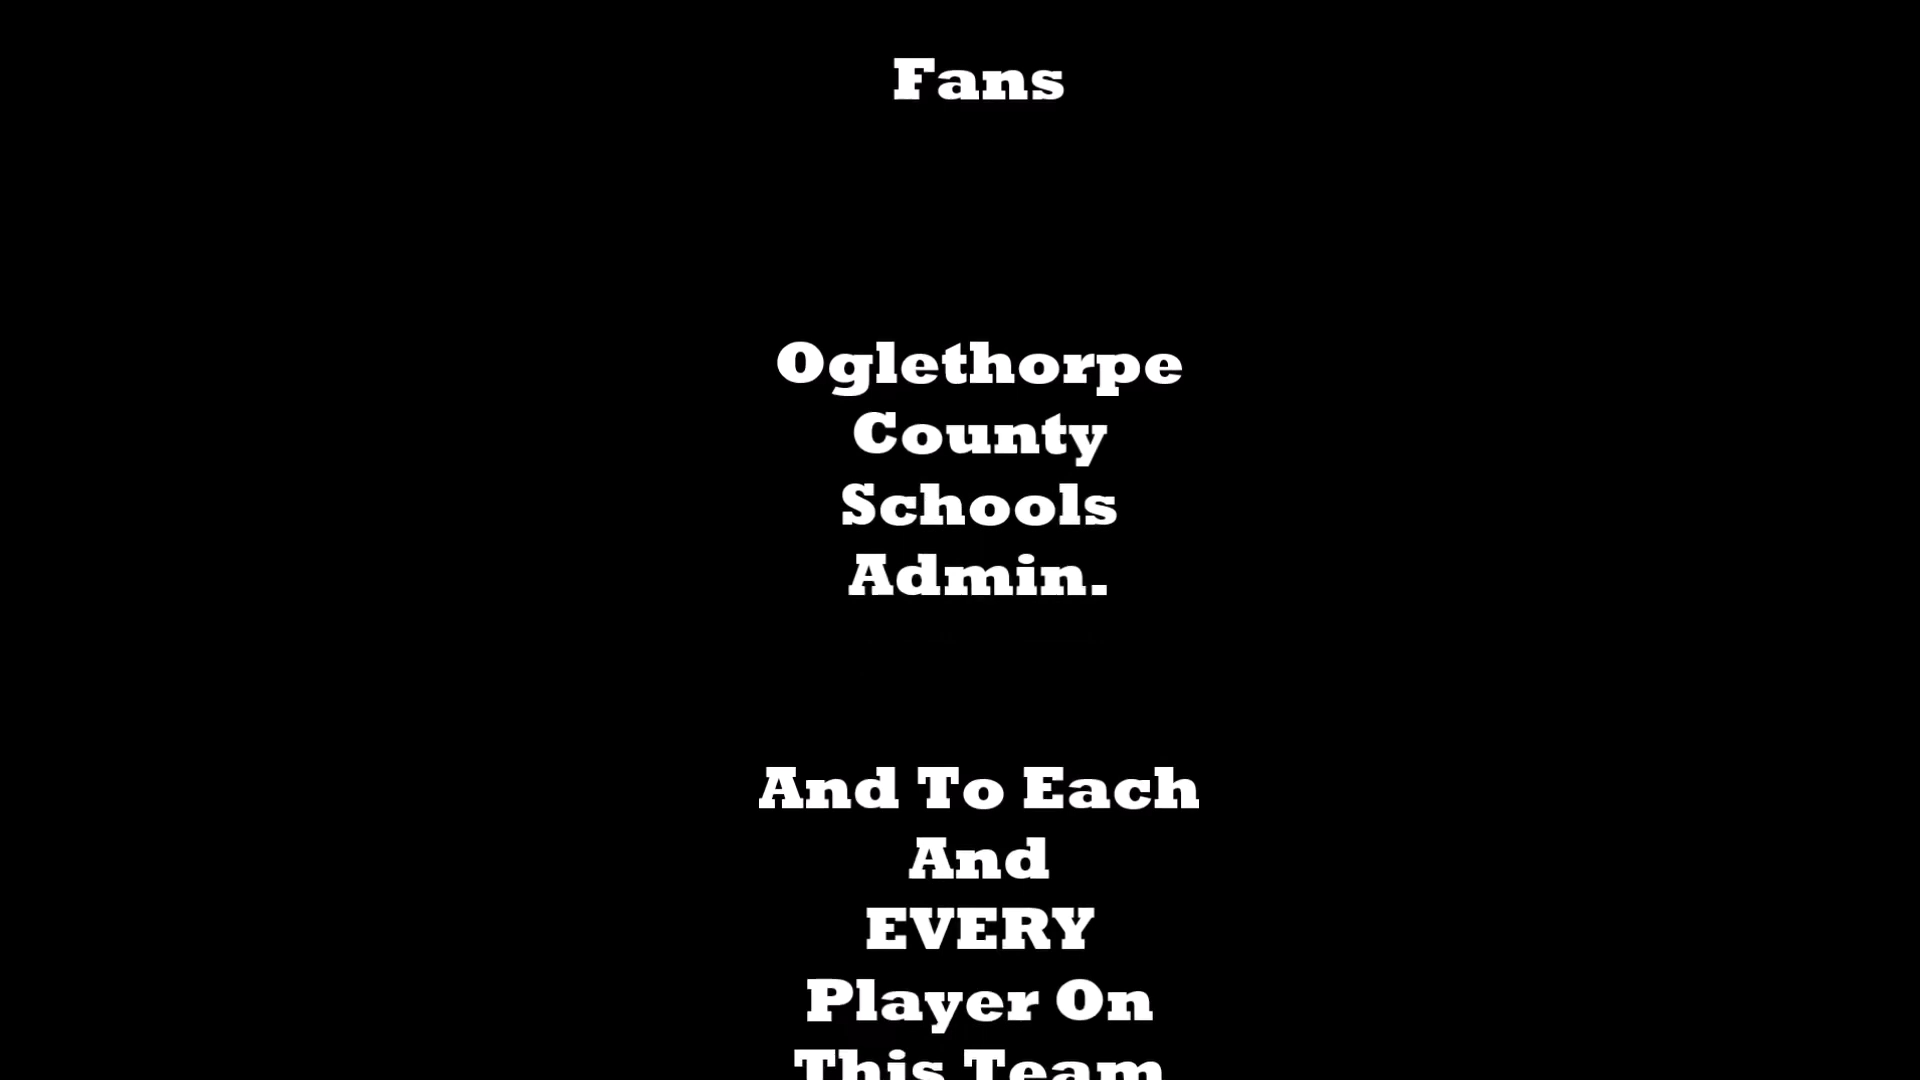 Fans
Oglethorpe
County
Schools
Admin.
And To Each
And
EVERY
Player On
This Team